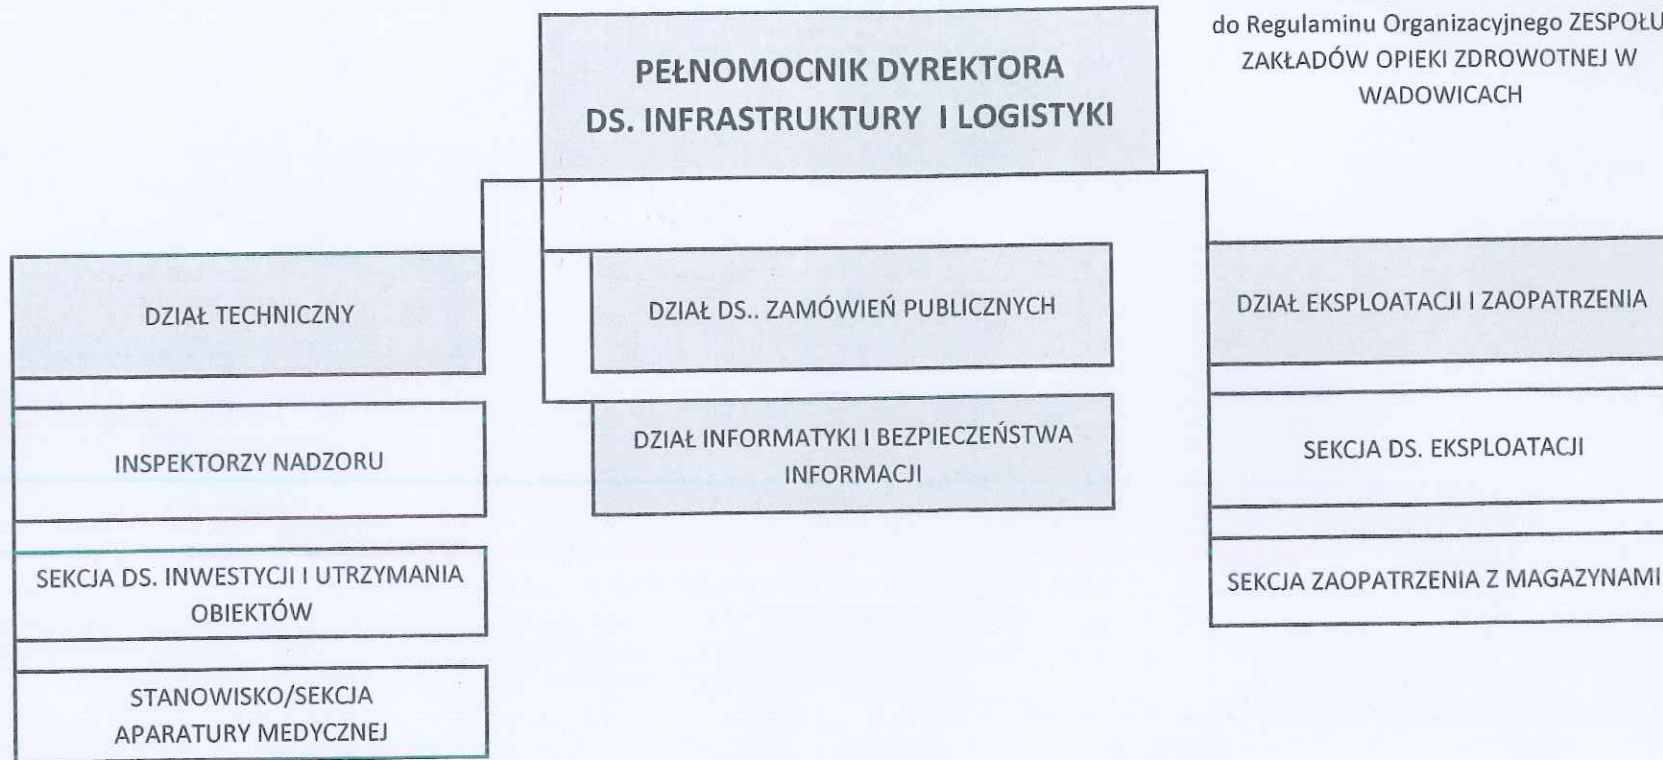 do Regulaminu Organizacyjnego ZESPOŁU
ZAKŁADÓW OPIEKI ZDROWOTNEJ W
WADOWICACH
PEŁNOMOCNIK DYREKTORA
DS. INFRASTRUKTURY I LOGISTYKI
DZIAŁ TECHNICZNY
INSPEKTORZY NADZORU
SEKCJA DS. INWESTYCJI I UTRZYMANIA
OBIEKTÓW
STANOWISKO/SEKCJA
APARATURY MEDYCZNEJ
DZIAŁ DS.. ZAMÓWIEŃ PUBLICZNYCH
DZIAŁ INFORMATYKI I BEZPIECZEŃSTWA
INFORMACJI
DZIAŁ EKSPLOATACJI I ZAOPATRZENIA
SEKCJA DS. EKSPLOATACJI
SEKCJA ZAOPATRZENIA Z MAGAZYNAMI